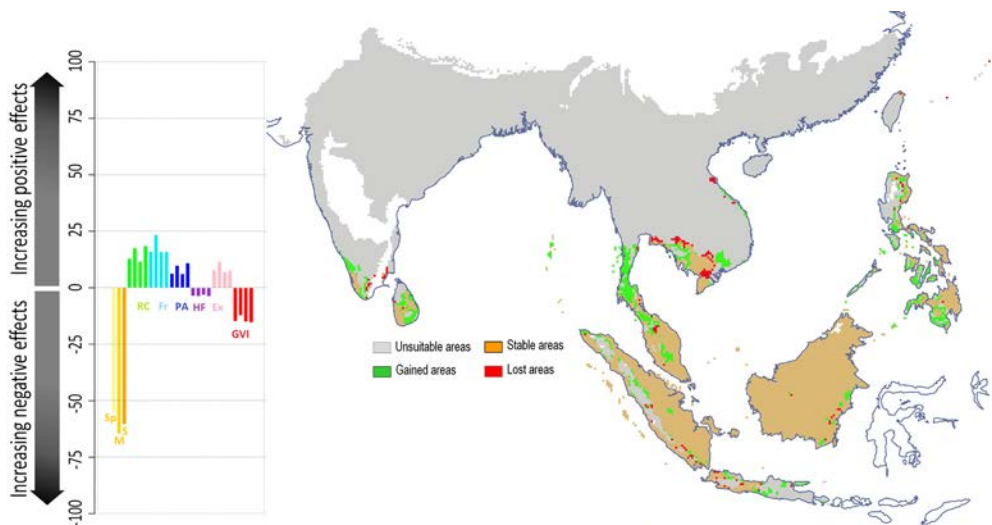 Increasing positive effects
Increasing negative effects
100
75
50
25
0
-25
-50
-75
-100
RC
Fr
PA
HF
Ex
GVI
Sp
M
S
Unsuitable areas
Stable areas
Gained areas
Lost areas